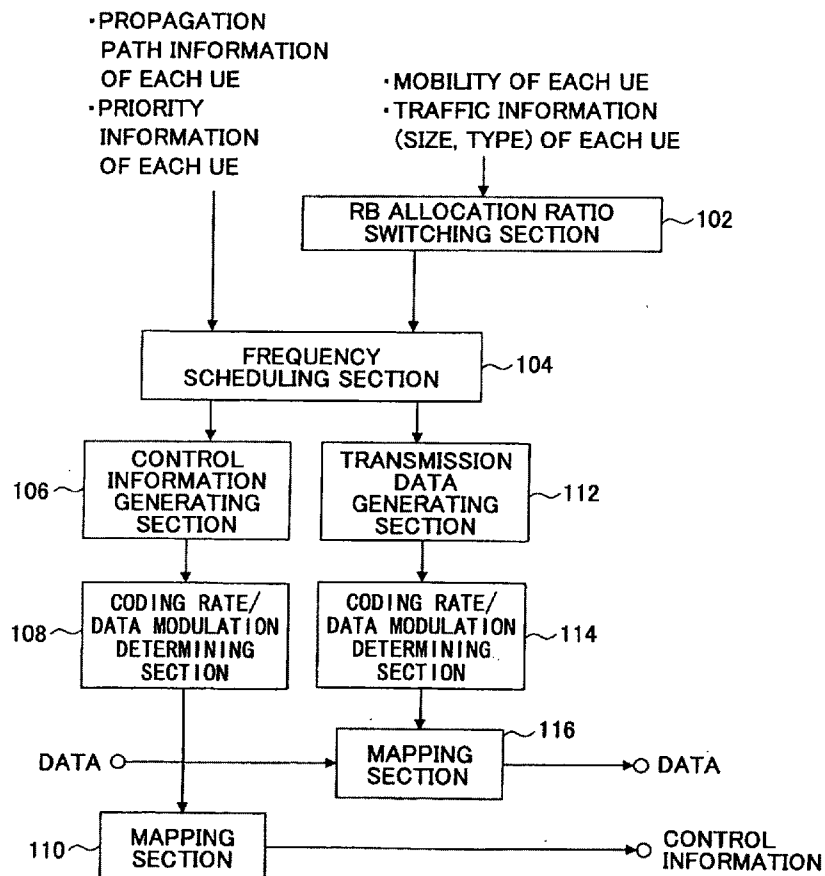 ・PROPAGATION
PATH INFORMATION
OF EACH UE
・PRIORITY
INFORMATION
OF EACH UE
・MOBILITY OF EACH UE
・TRAFFIC INFORMATION
(SIZE, TYPE) OF EACH UE
RB ALLOCATION RATIO
SWITCHING SECTION
102
FREQUENCY
SCHEDULING SECTION
104
106
CONTROL
INFORMATION
GENERATING
SECTION
TRANSMISSION
DATA
GENERATING
SECTION
112
108
CODING RATE/
DATA MODULATION
DETERMINING
SECTION
CODING RATE/
DATA MODULATION
DETERMINING
SECTION
114
116
DATA
MAPPING
SECTION
DATA
110
MAPPING
SECTION
CONTROL
INFORMATION